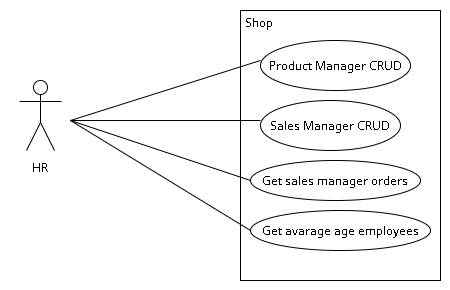 Shop
Product Manager CRUD
Sales Manager CRUD
HR
Get sales manager orders
Get avarage age employees